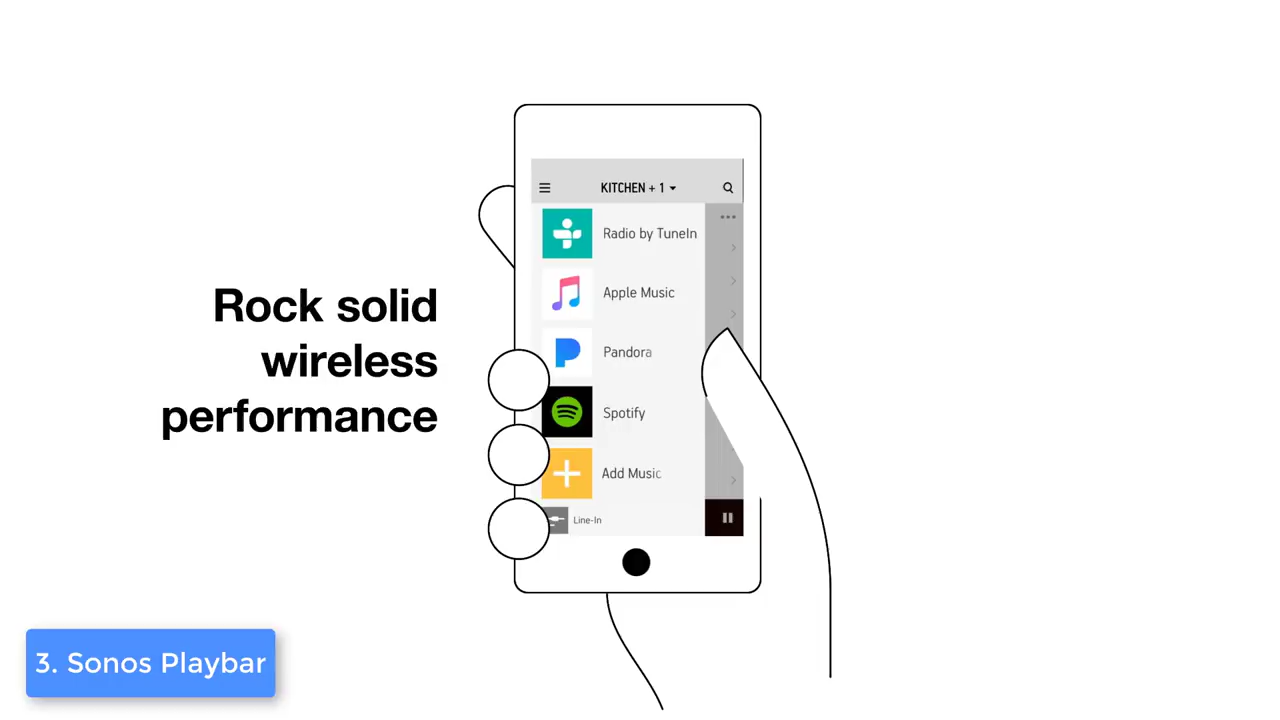 KITCHEN + 1
Radio by TuneIn
Apple Music
Pandora
Spotify
Add Music
Line-In
Rock solid
wireless
performance
3. Sonos Playbar